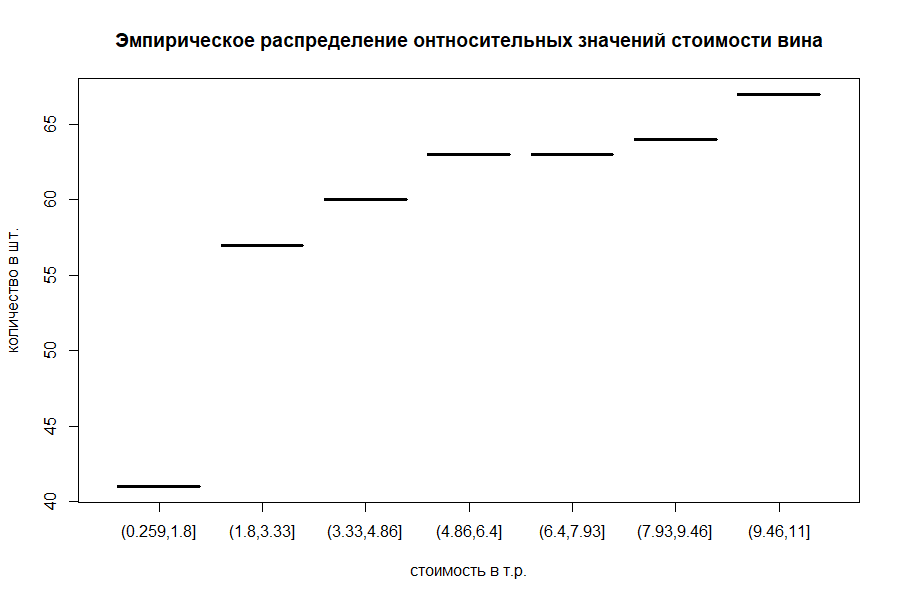 Эмпирическое распределение онтносительных значений стоимости вина
количество в шт.
65
60
55
50
45
40
(0.259,1.8] (1.8,3.33] (3.33,4.86] (4.86,6.4] (6.4,7.93] (7.93,9.46] (9.46,11]
стоимость в т.р.